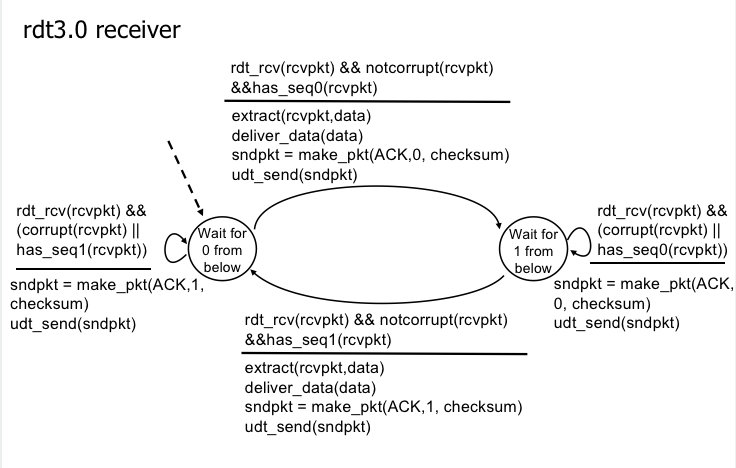 rdt3.0 receiver
rdt_rcv(rcvpkt) && notcorrupt(rcvpkt)
&&has_seq0(rcvpkt)
extract(rcvpkt,data)
deliver_data(data)
sndpkt = make_pkt(ACK,0, checksum)
udt_send(sndpkt)
rdt_rcv(rcvpkt) &&
(corrupt(rcvpkt) ||
has_seq1(rcvpkt))
sndpkt = make_pkt(ACK,1,
checksum)
udt_send(sndpkt)
Wait for
0 from
below
Wait for
1 from
below
rdt_rcv(rcvpkt) &&
(corrupt(rcvpkt) ||
has_seq0(rcvpkt))
sndpkt = make_pkt(ACK,
0, checksum)
udt_send(sndpkt)
rdt_rcv(rcvpkt) && notcorrupt(rcvpkt)
&&has_seq1(rcvpkt)
extract(rcvpkt,data)
deliver_data(data)
sndpkt = make_pkt(ACK,1, checksum)
udt_send(sndpkt)